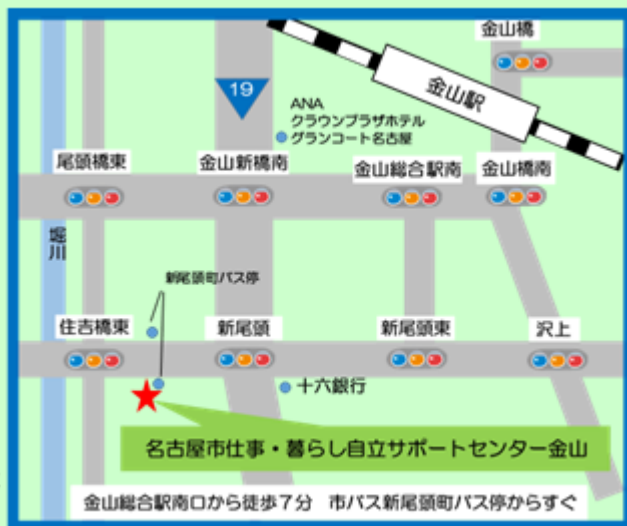 金山橋
金山駅
19
ANA
クラウンプラザホテル
グランコート名古屋
尾頭橋東
金山新橋南
金山総合駅南
金山橋南
堀川
新尾頭町バス停
住吉橋東
新尾頭
新尾頭東
沢上
十六銀行
名古屋市仕事・暮らし自立サポートセンター金山
金山総合駅南口から徒歩7分 市バス新尾頭町バス停からすぐ